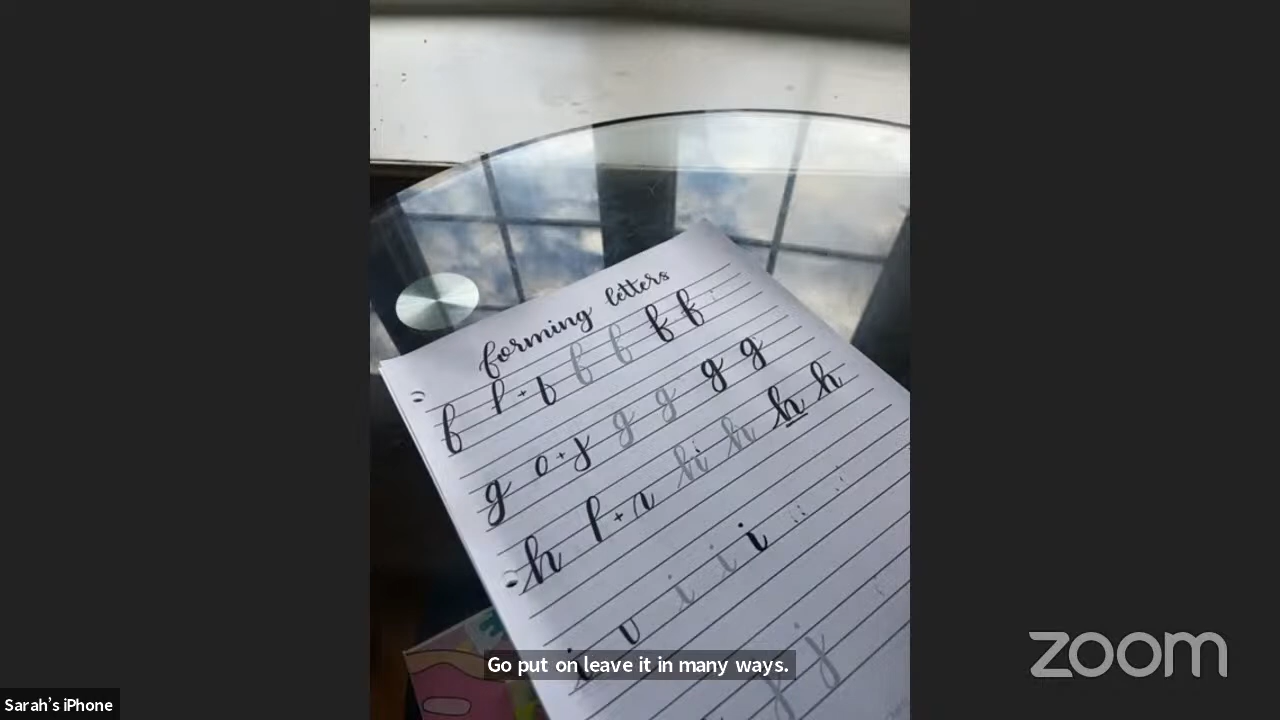 forming letters
f l + f f f f f
g o + j g g g g
h l + n h h h h
i u i i i
j j
Go put on leave it in many ways.
zoom
Sarah's iPhone